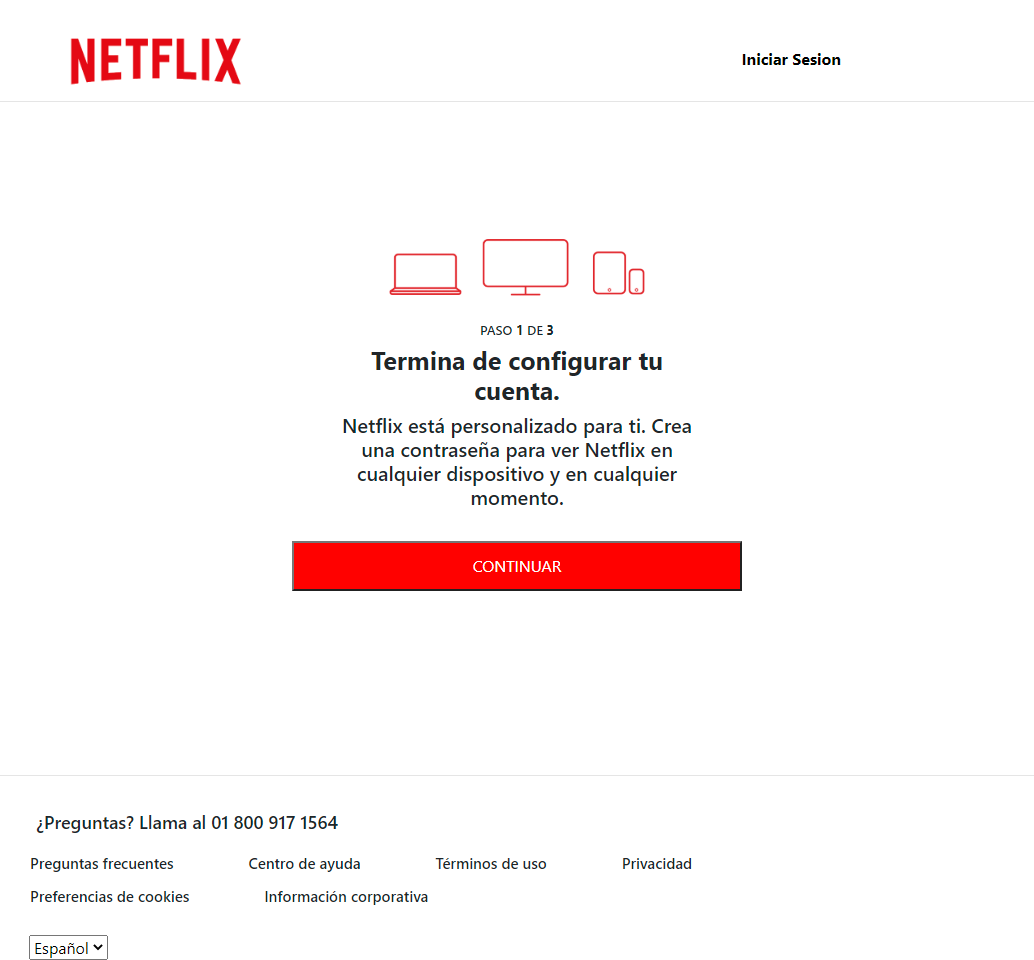 NETFLIX
Iniciar Sesion
PASO 1 DE 3
Termina de configurar tu
cuenta.
Netflix está personalizado para ti. Crea
una contraseña para ver Netflix en
cualquier dispositivo y en cualquier
momento.
CONTINUAR
¿Preguntas? Llama al 01 800 917 1564
Preguntas frecuentes Centro de ayuda Términos de uso Privacidad
Preferencias de cookies Información corporativa
Español